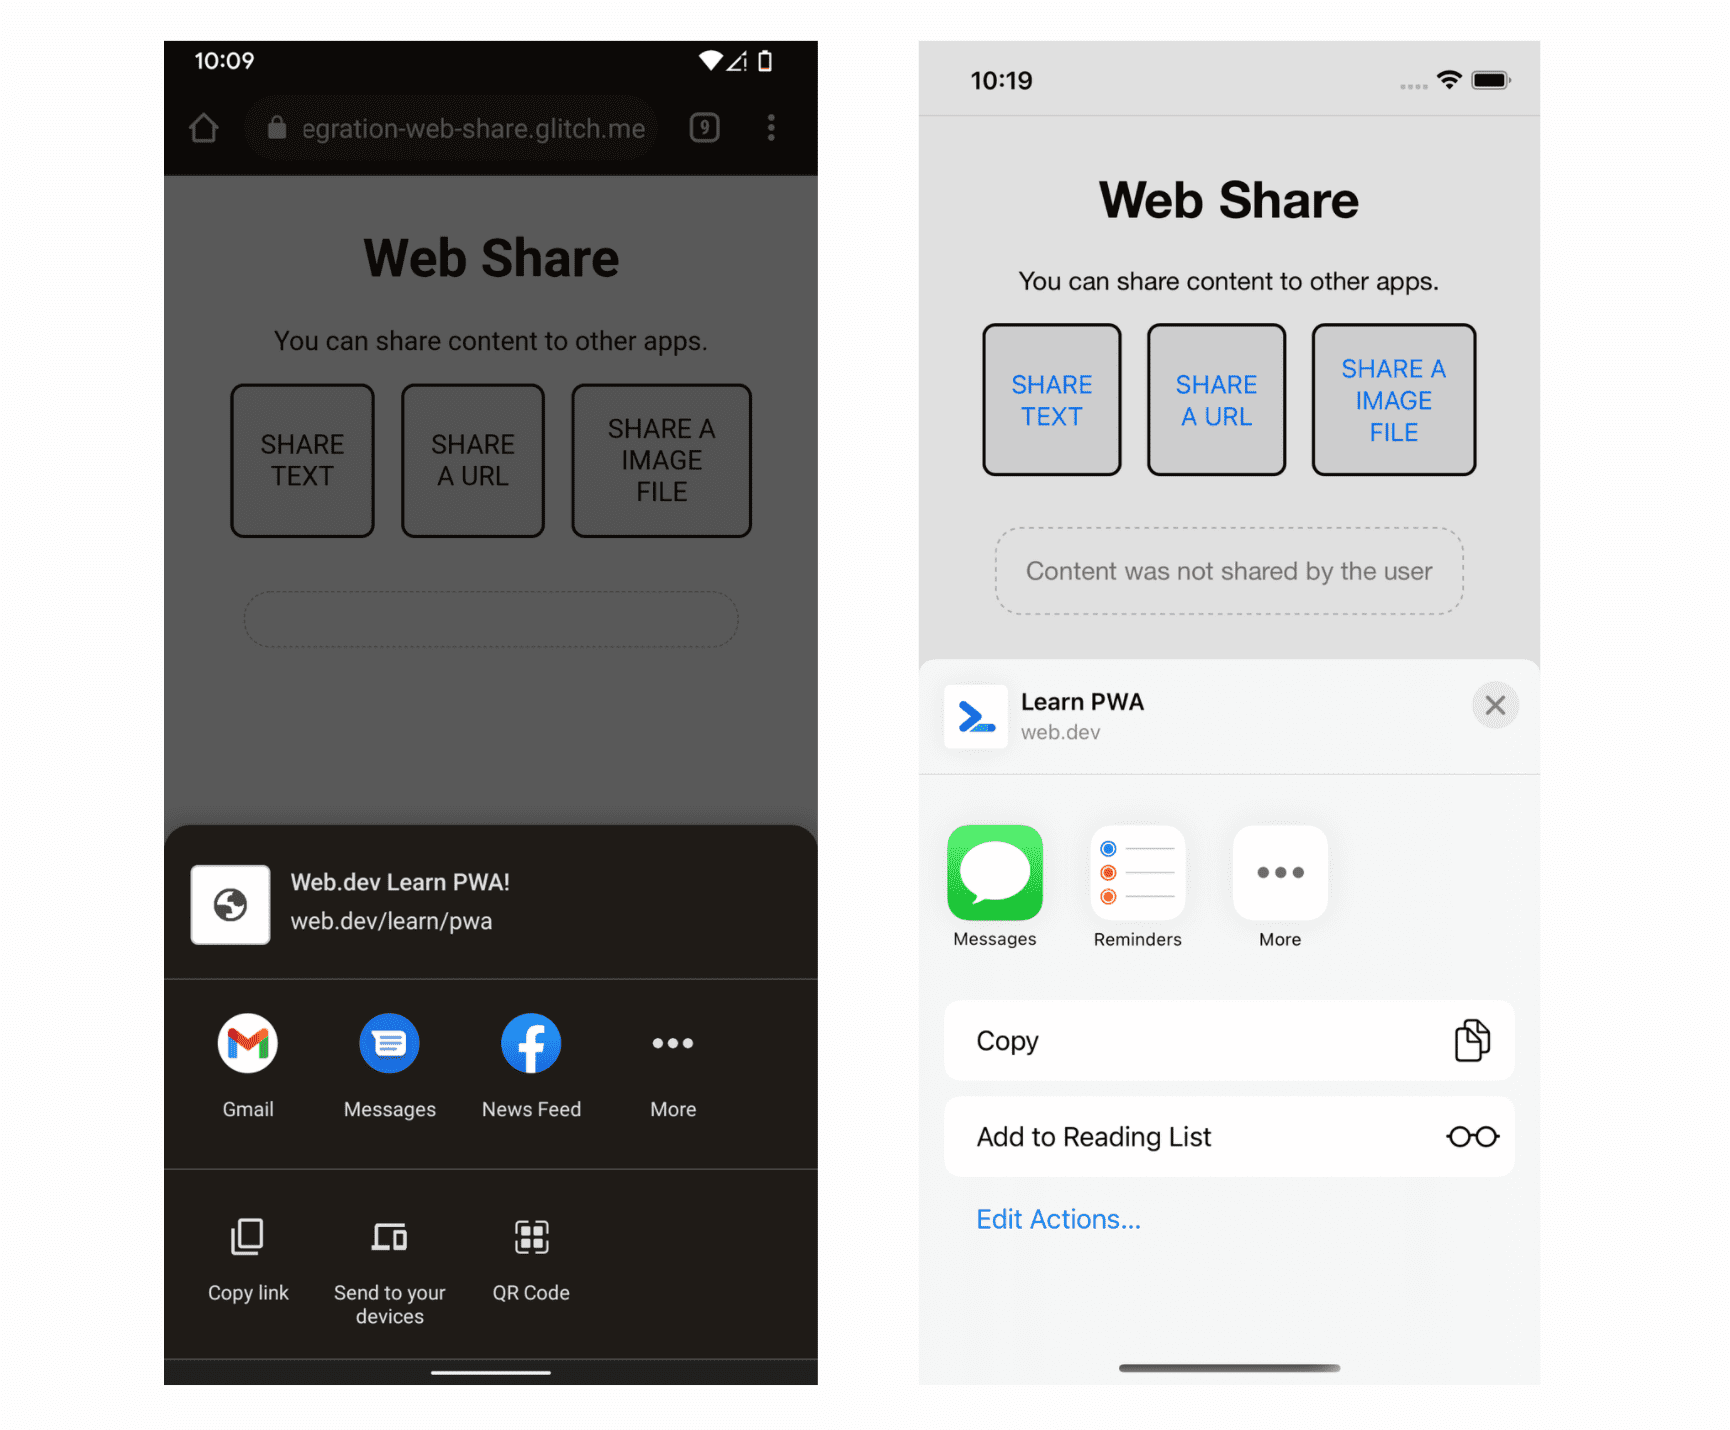 10:09
egration-web-share.glitch.me
9
Web Share
You can share content to other apps.
SHARE
TEXT
SHARE
A URL
SHARE A
IMAGE
FILE
Web.dev Learn PWA!
web.dev/learn/pwa
Gmail
Messages
News Feed
More
Copy link
Send to your
devices
QR Code
10:19
Web Share
You can share content to other apps.
SHARE
TEXT
SHARE
A URL
SHARE A
IMAGE
FILE
Content was not shared by the user
Learn PWA
web.dev
Messages
Reminders
More
Copy
Add to Reading List
Edit Actions...